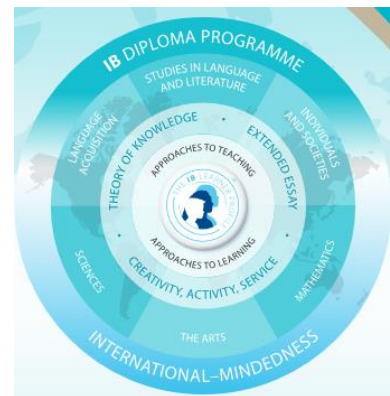 IB DIPLOMA PROGRAMME
STUDIES IN LANGUAGE
AND LITERATURE
LANGUAGE
ACQUISITION
INDIVIDUALS
AND SOCIETIES
THEORY OF KNOWLEDGE
EXTENDED ESSAY
APPROACHES TO TEACHING
THE IB LEARNER PROFILE
APPROACHES TO LEARNING
CREATIVITY, ACTIVITY, SERVICE
SCIENCES
MATHEMATICS
THE ARTS
INTERNATIONAL–MINDEDNESS